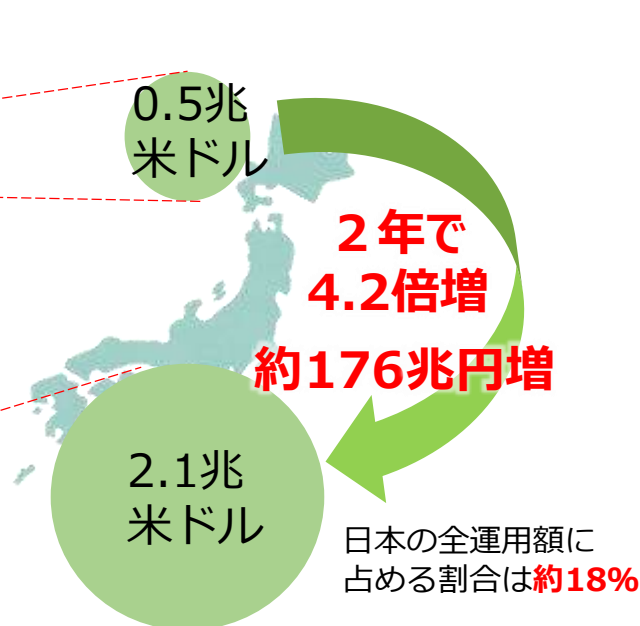 0.5兆
米ドル
２年で
4.2倍増
約176兆円増
2.1兆
米ドル
日本の全運用額に
占める割合は約18%